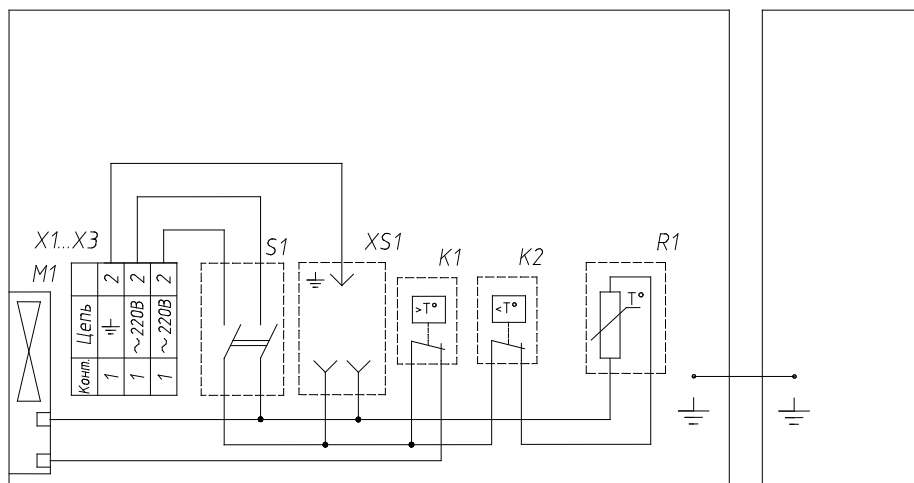 X1...X3
M1
Конт. Цепь
1 ⏚ 2
1 ~220В 2
1 ~220В 2
S1
XS1
K1
>T°
K2
<T°
R1
T°